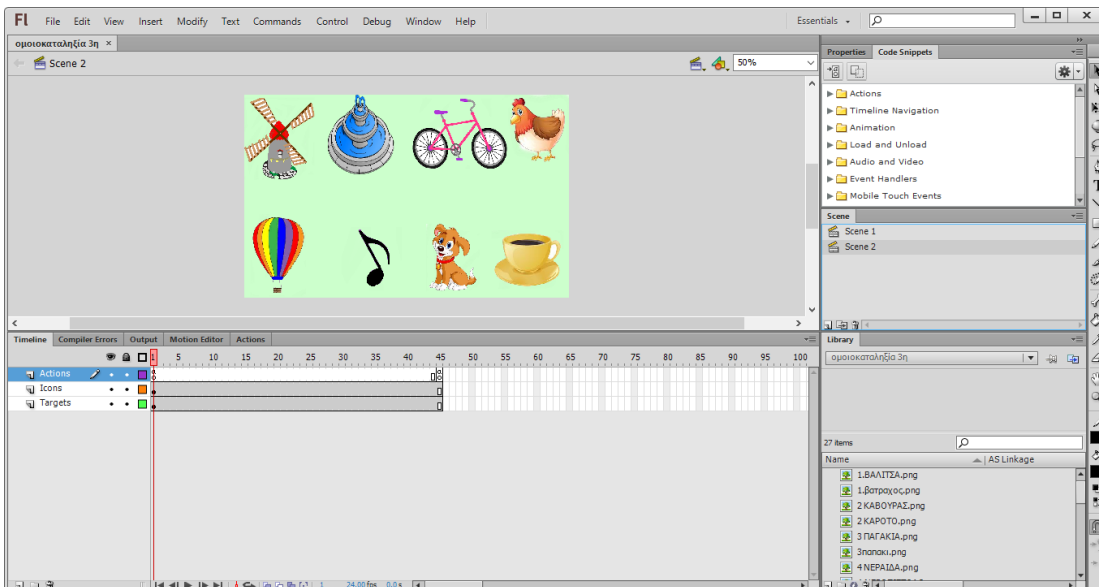 Fl File Edit View Insert Modify Text Commands Control Debug Window Help Essentials
ομοιοκαταληξία 3η ×
Scene 2 50%
Properties Code Snippets
Actions
Timeline Navigation
Animation
Load and Unload
Audio and Video
Event Handlers
Mobile Touch Events
Scene
Scene 1
Scene 2
Timeline Compiler Errors Output Motion Editor Actions
1 5 10 15 20 25 30 35 40 45 50 55 60 65 70 75 80 85 90 95 100
Actions
Icons
Targets
1 24.00 fps 0.0 s
Library
ομοιοκαταληξία 3η
27 items
Name AS Linkage
1.ΒΑΛΙΤΣΑ.png
1.βατραχος.png
2 ΚΑΒΟΥΡΑΣ.png
2 ΚΑΡΟΤΟ.png
3 ΠΑΓΑΚΙΑ.png
3παπακι.png
4 ΝΕΡΑΙΔΑ.png